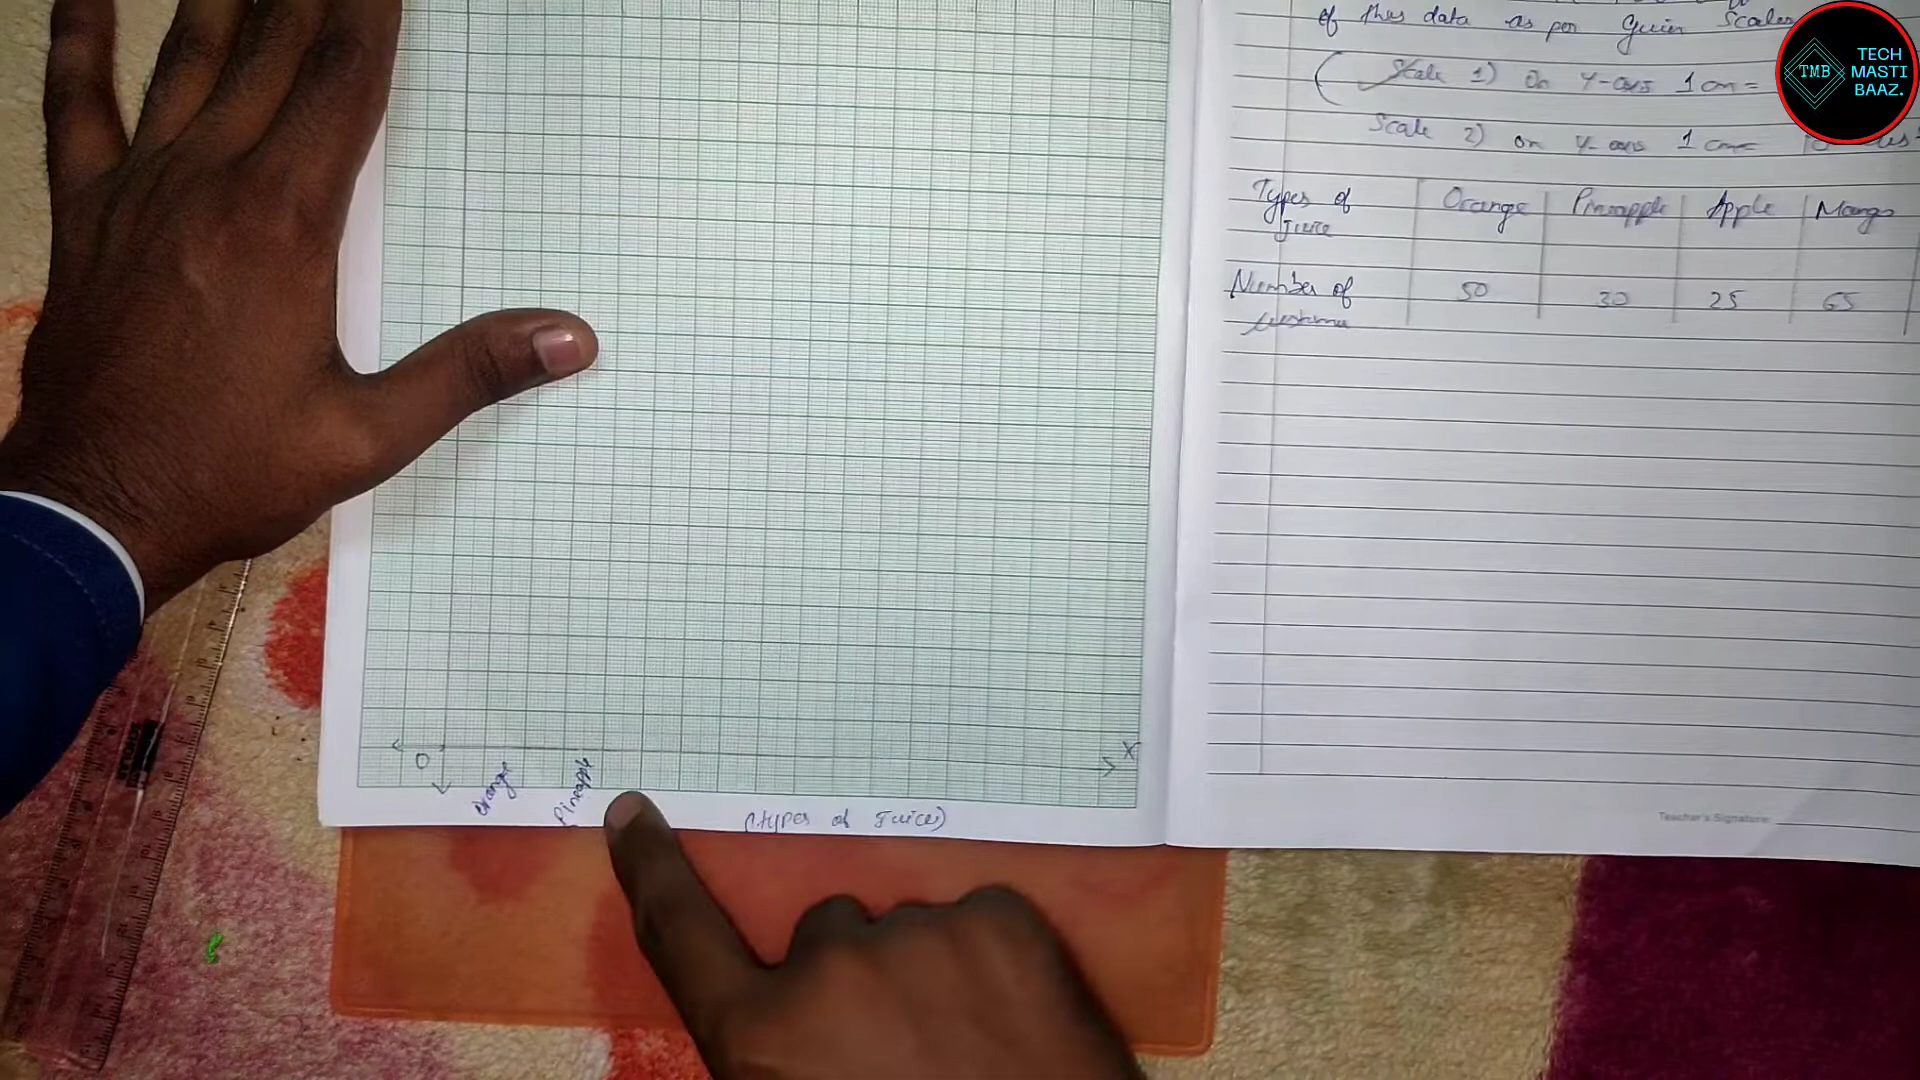 of this data as per given Scales
(Scale 1) On Y-axis 1 cm =
Scale 2) on Y-axis 1 cm=
Types of Juice Orange Pineapple Apple Mango
Number of 50 30 25 65
O X
Orange
Pineapple
(types of Juice)
Teacher's Signature
TMB TECH MASTI BAAZ.